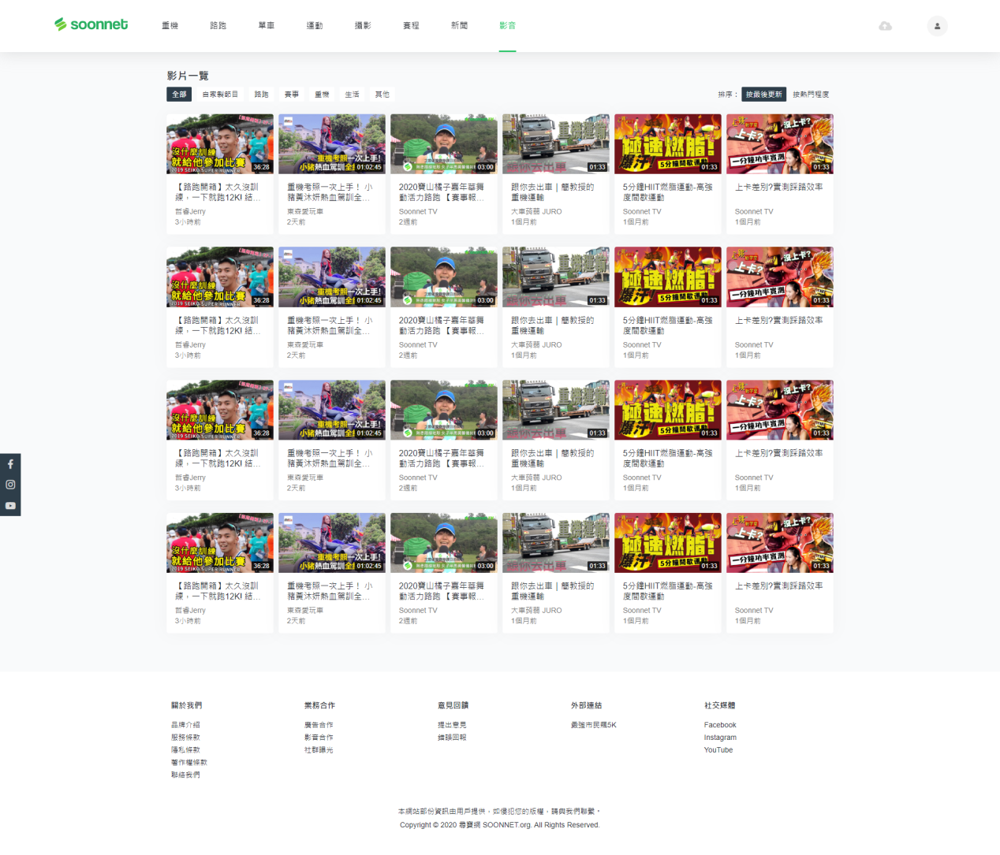 soonnet
重機
路跑
單車
運動
攝影
賽程
新聞
影音
影片一覽
全部
自家製節目
路跑
賽事
重機
生活
其他
排序：
按最後更新
按熱門程度
沒什麼訓練
就給他參加比賽
2019 SEIKO SUPER RUNNER
36:28
重機考照一次上手!
小豬熱血駕訓全
01:02:45
03:00
重機運輸
跟你去出車
01:33
極速燃脂!
爆汗
5分鐘間歇運動
01:33
沒上卡?
上卡?
一分鐘功率實測
01:33
【路跑開箱】太久沒訓
練，一下就跑12K! 結…
哲睿Jerry
3小時前
重機考照一次上手！ 小
豬黃沐妍熱血駕訓全…
東森愛玩車
2天前
2020寶山橘子嘉年華舞
動活力路跑 【賽事報…
Soonnet TV
2週前
跟你去出車｜簡教授的
重機運輸
大車蒟蒻 JURO
1個月前
5分鐘HIIT燃脂運動-高強
度間歇運動
Soonnet TV
1個月前
上卡差別?實測踩踏效率
Soonnet TV
1個月前
沒什麼訓練
就給他參加比賽
2019 SEIKO SUPER RUNNER
36:28
重機考照一次上手!
小豬熱血駕訓全
01:02:45
03:00
重機運輸
跟你去出車
01:33
極速燃脂!
爆汗
5分鐘間歇運動
01:33
沒上卡?
上卡?
一分鐘功率實測
01:33
【路跑開箱】太久沒訓
練，一下就跑12K! 結…
哲睿Jerry
3小時前
重機考照一次上手！ 小
豬黃沐妍熱血駕訓全…
東森愛玩車
2天前
2020寶山橘子嘉年華舞
動活力路跑 【賽事報…
Soonnet TV
2週前
跟你去出車｜簡教授的
重機運輸
大車蒟蒻 JURO
1個月前
5分鐘HIIT燃脂運動-高強
度間歇運動
Soonnet TV
1個月前
上卡差別?實測踩踏效率
Soonnet TV
1個月前
沒什麼訓練
就給他參加比賽
2019 SEIKO SUPER RUNNER
36:28
重機考照一次上手!
小豬熱血駕訓全
01:02:45
03:00
重機運輸
跟你去出車
01:33
極速燃脂!
爆汗
5分鐘間歇運動
01:33
沒上卡?
上卡?
一分鐘功率實測
01:33
【路跑開箱】太久沒訓
練，一下就跑12K! 結…
哲睿Jerry
3小時前
重機考照一次上手！ 小
豬黃沐妍熱血駕訓全…
東森愛玩車
2天前
2020寶山橘子嘉年華舞
動活力路跑 【賽事報…
Soonnet TV
2週前
跟你去出車｜簡教授的
重機運輸
大車蒟蒻 JURO
1個月前
5分鐘HIIT燃脂運動-高強
度間歇運動
Soonnet TV
1個月前
上卡差別?實測踩踏效率
Soonnet TV
1個月前
沒什麼訓練
就給他參加比賽
2019 SEIKO SUPER RUNNER
36:28
重機考照一次上手!
小豬熱血駕訓全
01:02:45
03:00
重機運輸
跟你去出車
01:33
極速燃脂!
爆汗
5分鐘間歇運動
01:33
沒上卡?
上卡?
一分鐘功率實測
01:33
【路跑開箱】太久沒訓
練，一下就跑12K! 結…
哲睿Jerry
3小時前
重機考照一次上手！ 小
豬黃沐妍熱血駕訓全…
東森愛玩車
2天前
2020寶山橘子嘉年華舞
動活力路跑 【賽事報…
Soonnet TV
2週前
跟你去出車｜簡教授的
重機運輸
大車蒟蒻 JURO
1個月前
5分鐘HIIT燃脂運動-高強
度間歇運動
Soonnet TV
1個月前
上卡差別?實測踩踏效率
Soonnet TV
1個月前
關於我們
品牌介紹
服務條款
隱私條款
著作權條款
聯絡我們
業務合作
廣告合作
影音合作
社群曝光
意見回饋
提出意見
錯誤回報
外部連結
最強市民飆5K
社交媒體
Facebook
Instagram
YouTube
本網站部份資訊由用戶提供，如侵犯您的版權，請與我們聯繫。
Copyright © 2020 尋寶網 SOONNET.org. All Rights Reserved.